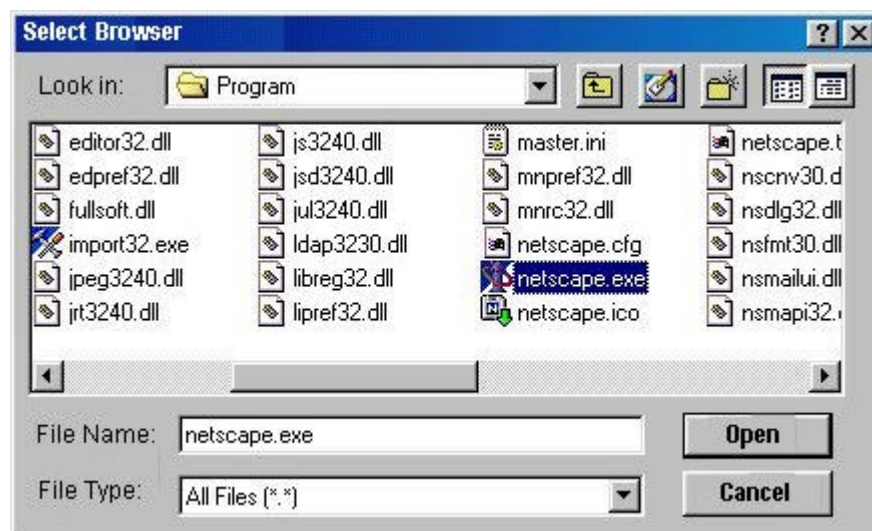 Select Browser
Look in: Program
editor32.dll
edpref32.dll
fullsoft.dll
import32.exe
jpeg3240.dll
jrt3240.dll
js3240.dll
jsd3240.dll
jul3240.dll
ldap3230.dll
libreg32.dll
lipref32.dll
master.ini
mnpref32.dll
mnrc32.dll
netscape.cfg
netscape.exe
netscape.ico
netscape.t
nscnv30.d
nsdlg32.dll
nsfmt30.dll
nsmailui.dll
nsmapi32.
File Name: netscape.exe
Open
File Type: All Files (*.*)
Cancel